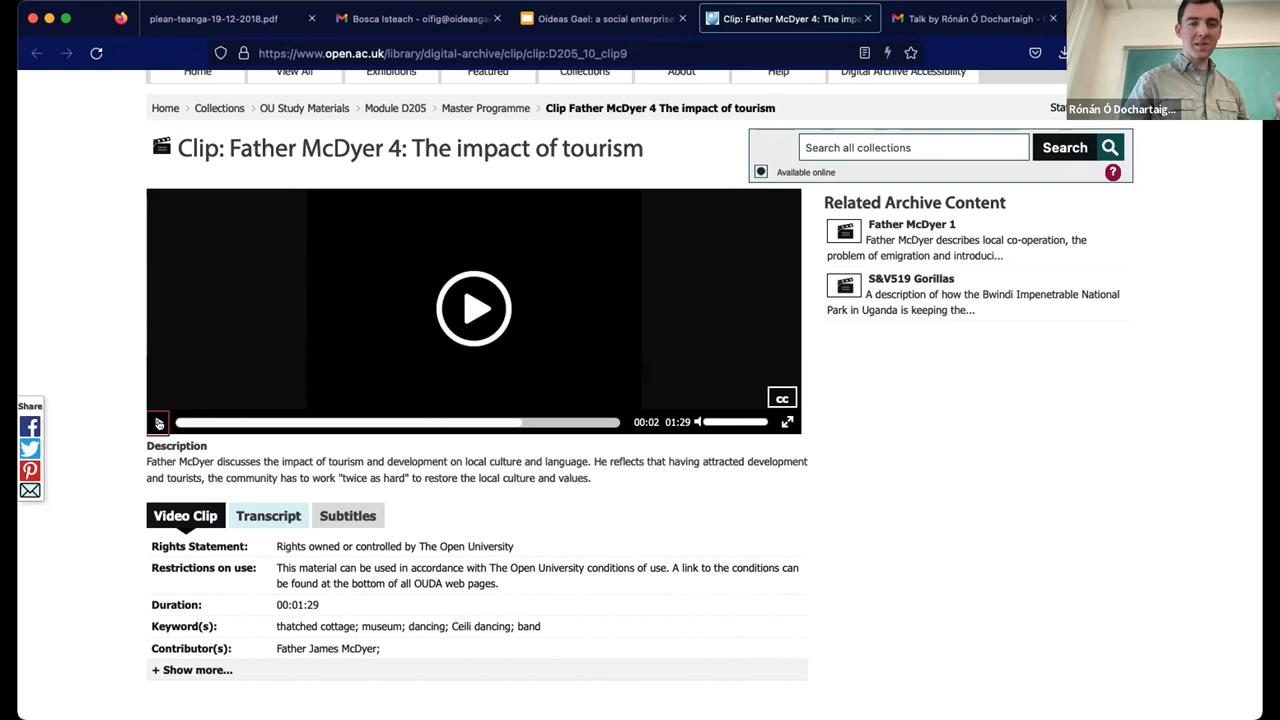 plean-teanga-19-12-2018.pdf
Bosca Isteach - oifig@oideasga
Oideas Gael: a social enterprise
Clip: Father McDyer 4: The impa
Talk by Rónán Ó Dochartaigh - C
https://www.open.ac.uk/library/digital-archive/clip/clip:D205_10_clip9
Rónán Ó Dochartaig...
Home
View All
Exhibitions
Featured
Collections
About
Help
Digital Archive Accessibility
Home > Collections > OU Study Materials > Module D205 > Master Programme > Clip Father McDyer 4 The impact of tourism
Sta
Clip: Father McDyer 4: The impact of tourism
Search all collections
Search
Available online
?
Related Archive Content
Father McDyer 1
Father McDyer describes local co-operation, the
problem of emigration and introduci...
S&V519 Gorillas
A description of how the Bwindi Impenetrable National
Park in Uganda is keeping the...
CC
00:02 01:29
Share
Description
Father McDyer discusses the impact of tourism and development on local culture and language. He reflects that having attracted development
and tourists, the community has to work "twice as hard" to restore the local culture and values.
Video Clip
Transcript
Subtitles
Rights Statement: Rights owned or controlled by The Open University
Restrictions on use: This material can be used in accordance with The Open University conditions of use. A link to the conditions can
be found at the bottom of all OUDA web pages.
Duration: 00:01:29
Keyword(s): thatched cottage; museum; dancing; Ceili dancing; band
Contributor(s): Father James McDyer;
+ Show more...